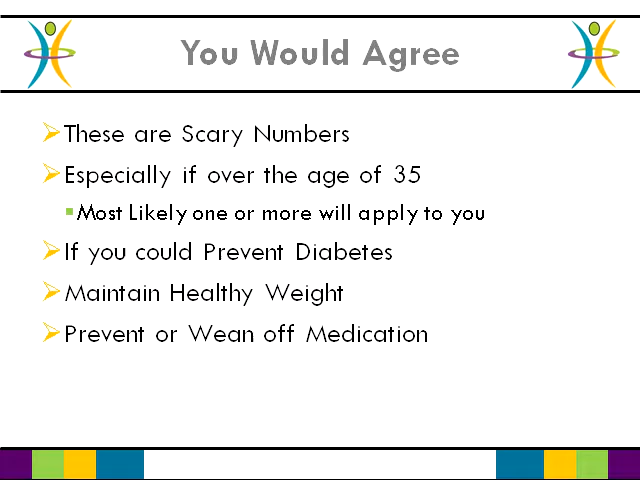 You Would Agree
These are Scary Numbers
Especially if over the age of 35
Most Likely one or more will apply to you
If you could Prevent Diabetes
Maintain Healthy Weight
Prevent or Wean off Medication